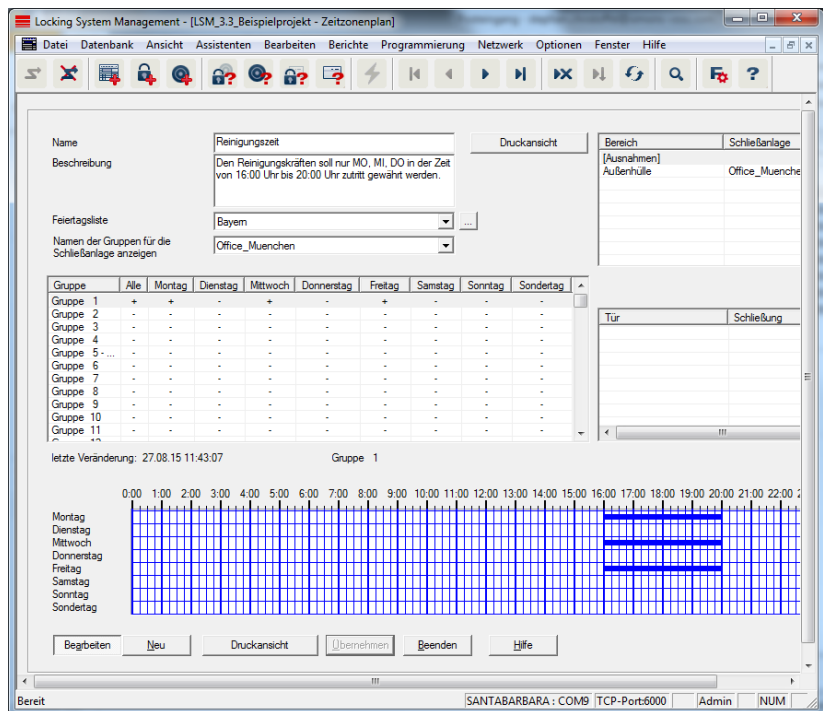 Locking System Management - [LSM_3.3_Beispielprojekt - Zeitzonenplan]
Datei Datenbank Ansicht Assistenten Bearbeiten Berichte Programmierung Netzwerk Optionen Fenster Hilfe
Name Reinigungszeit Druckansicht
Beschreibung
Den Reinigungskräften soll nur MO, MI, DO in der Zeit
von 16:00 Uhr bis 20:00 Uhr zutritt gewährt werden.
Feiertagsliste Bayern ...
Namen der Gruppen für die
Schließanlage anzeigen
Office_Muenchen
Bereich Schließanlage
[Ausnahmen]
Außenhülle Office_Muenche
Gruppe Alle Montag Dienstag Mittwoch Donnerstag Freitag Samstag Sonntag Sondertag
Gruppe 1 + + - + - + - - -
Gruppe 2 - - - - - - - - -
Gruppe 3 - - - - - - - - -
Gruppe 4 - - - - - - - - -
Gruppe 5 - ... - - - - - - - - -
Gruppe 6 - - - - - - - - -
Gruppe 7 - - - - - - - - -
Gruppe 8 - - - - - - - - -
Gruppe 9 - - - - - - - - -
Gruppe 10 - - - - - - - - -
Gruppe 11 - - - - - - - - -
Tür Schließung
letzte Veränderung: 27.08.15 11:43:07 Gruppe 1
0:00 1:00 2:00 3:00 4:00 5:00 6:00 7:00 8:00 9:00 10:00 11:00 12:00 13:00 14:00 15:00 16:00 17:00 18:00 19:00 20:00 21:00 22:00
Montag
Dienstag
Mittwoch
Donnerstag
Freitag
Samstag
Sonntag
Sondertag
Bearbeiten Neu Druckansicht Übernehmen Beenden Hilfe
Bereit SANTABARBARA : COM9 TCP-Port:6000 Admin NUM